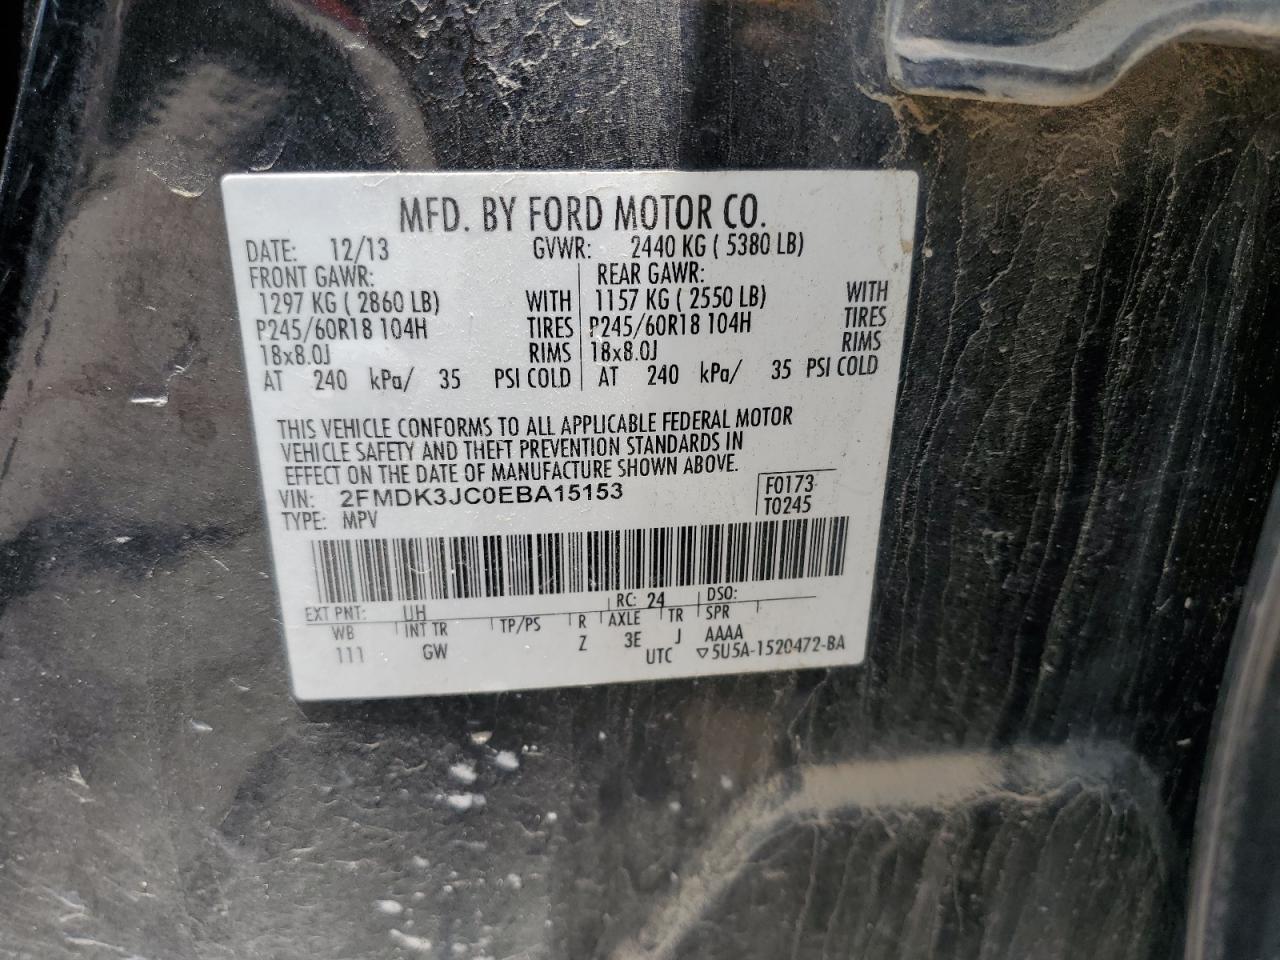 MFD. BY FORD MOTOR CO.
DATE: 12/13 GVWR: 2440 KG ( 5380 LB)
FRONT GAWR: REAR GAWR:
1297 KG ( 2860 LB) WITH 1157 KG ( 2550 LB) WITH
P245/60R18 104H TIRES P245/60R18 104H TIRES
18x8.0J RIMS 18x8.0J RIMS
AT 240 kPa/ 35 PSI COLD AT 240 kPa/ 35 PSI COLD
THIS VEHICLE CONFORMS TO ALL APPLICABLE FEDERAL MOTOR
VEHICLE SAFETY AND THEFT PREVENTION STANDARDS IN
EFFECT ON THE DATE OF MANUFACTURE SHOWN ABOVE.
VIN: 2FMDK3JC0EBA15153 F0173
TYPE: MPV T0245
EXT PNT: UH RC: 24 DSO:
WB INT TR TP/PS R AXLE TR SPR
111 GW Z 3E J AAAA
UTC ▽5U5A-1520472-BA